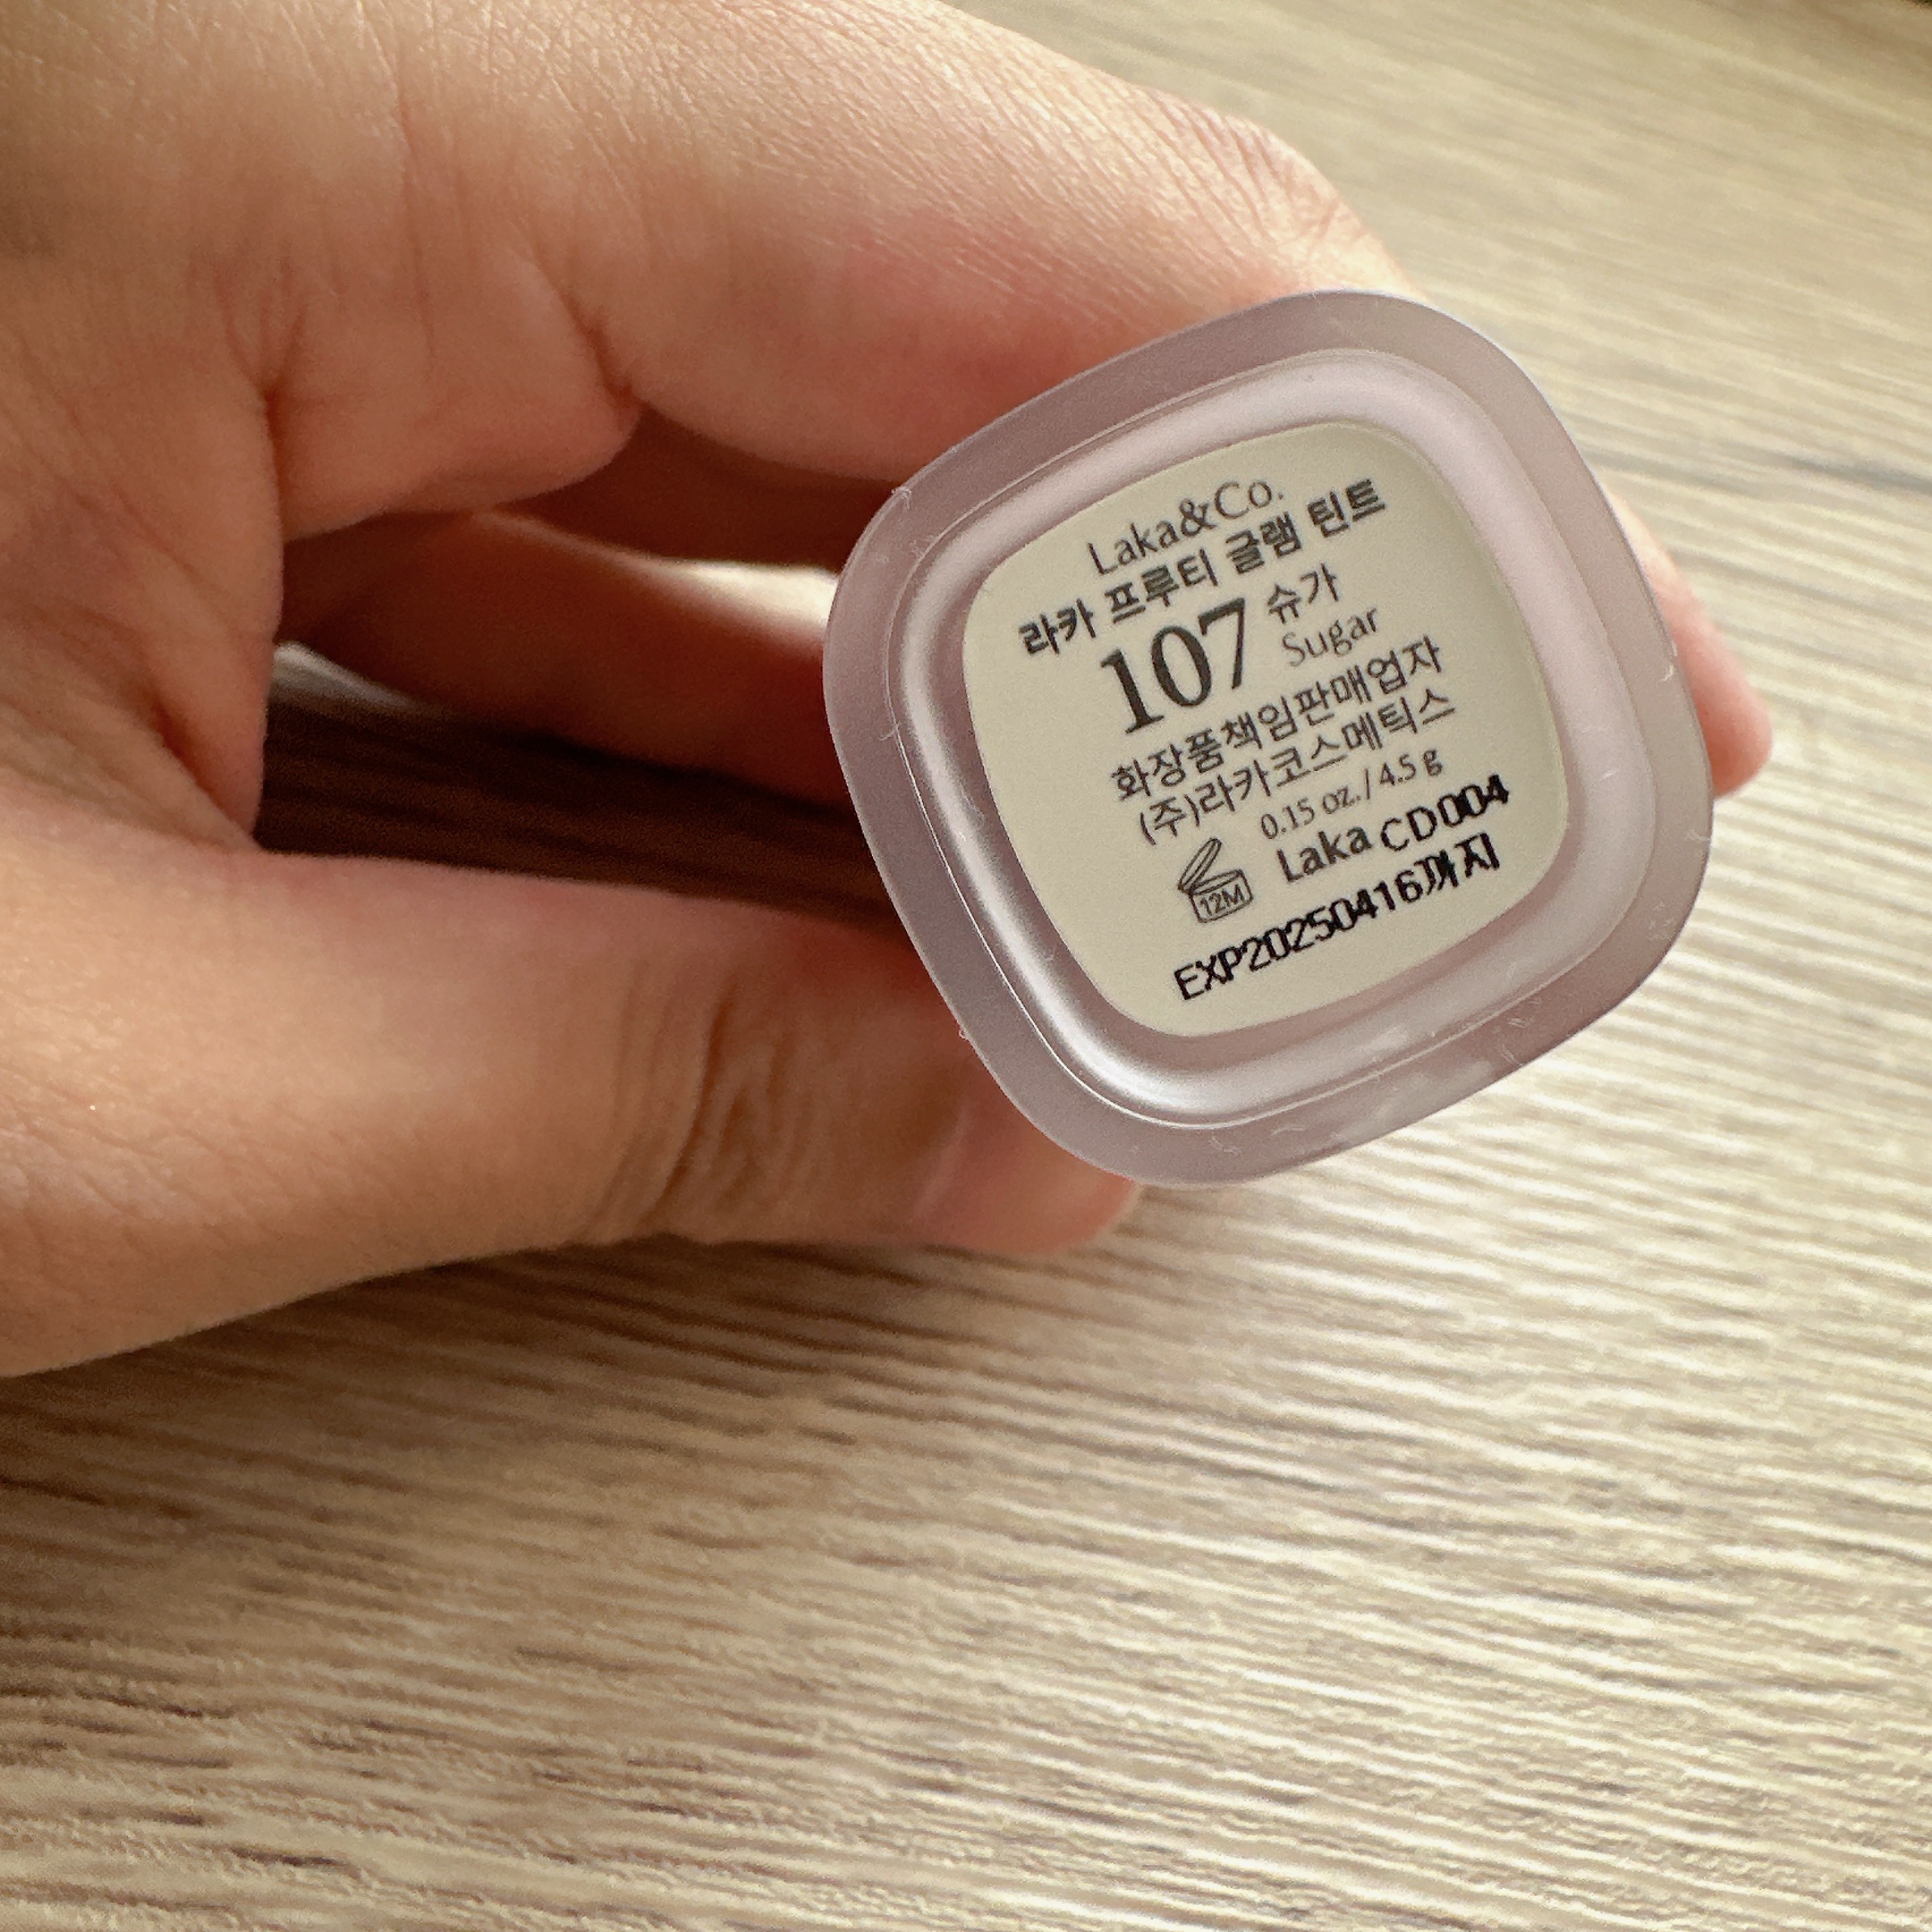 Laka&Co.
라카 프루티 글램 틴트
107 슈가
Sugar
화장품책임판매업자
(주)라카코스메틱스
0.15 oz. / 4.5 g
12M
Laka CD004
EXP20250416까지